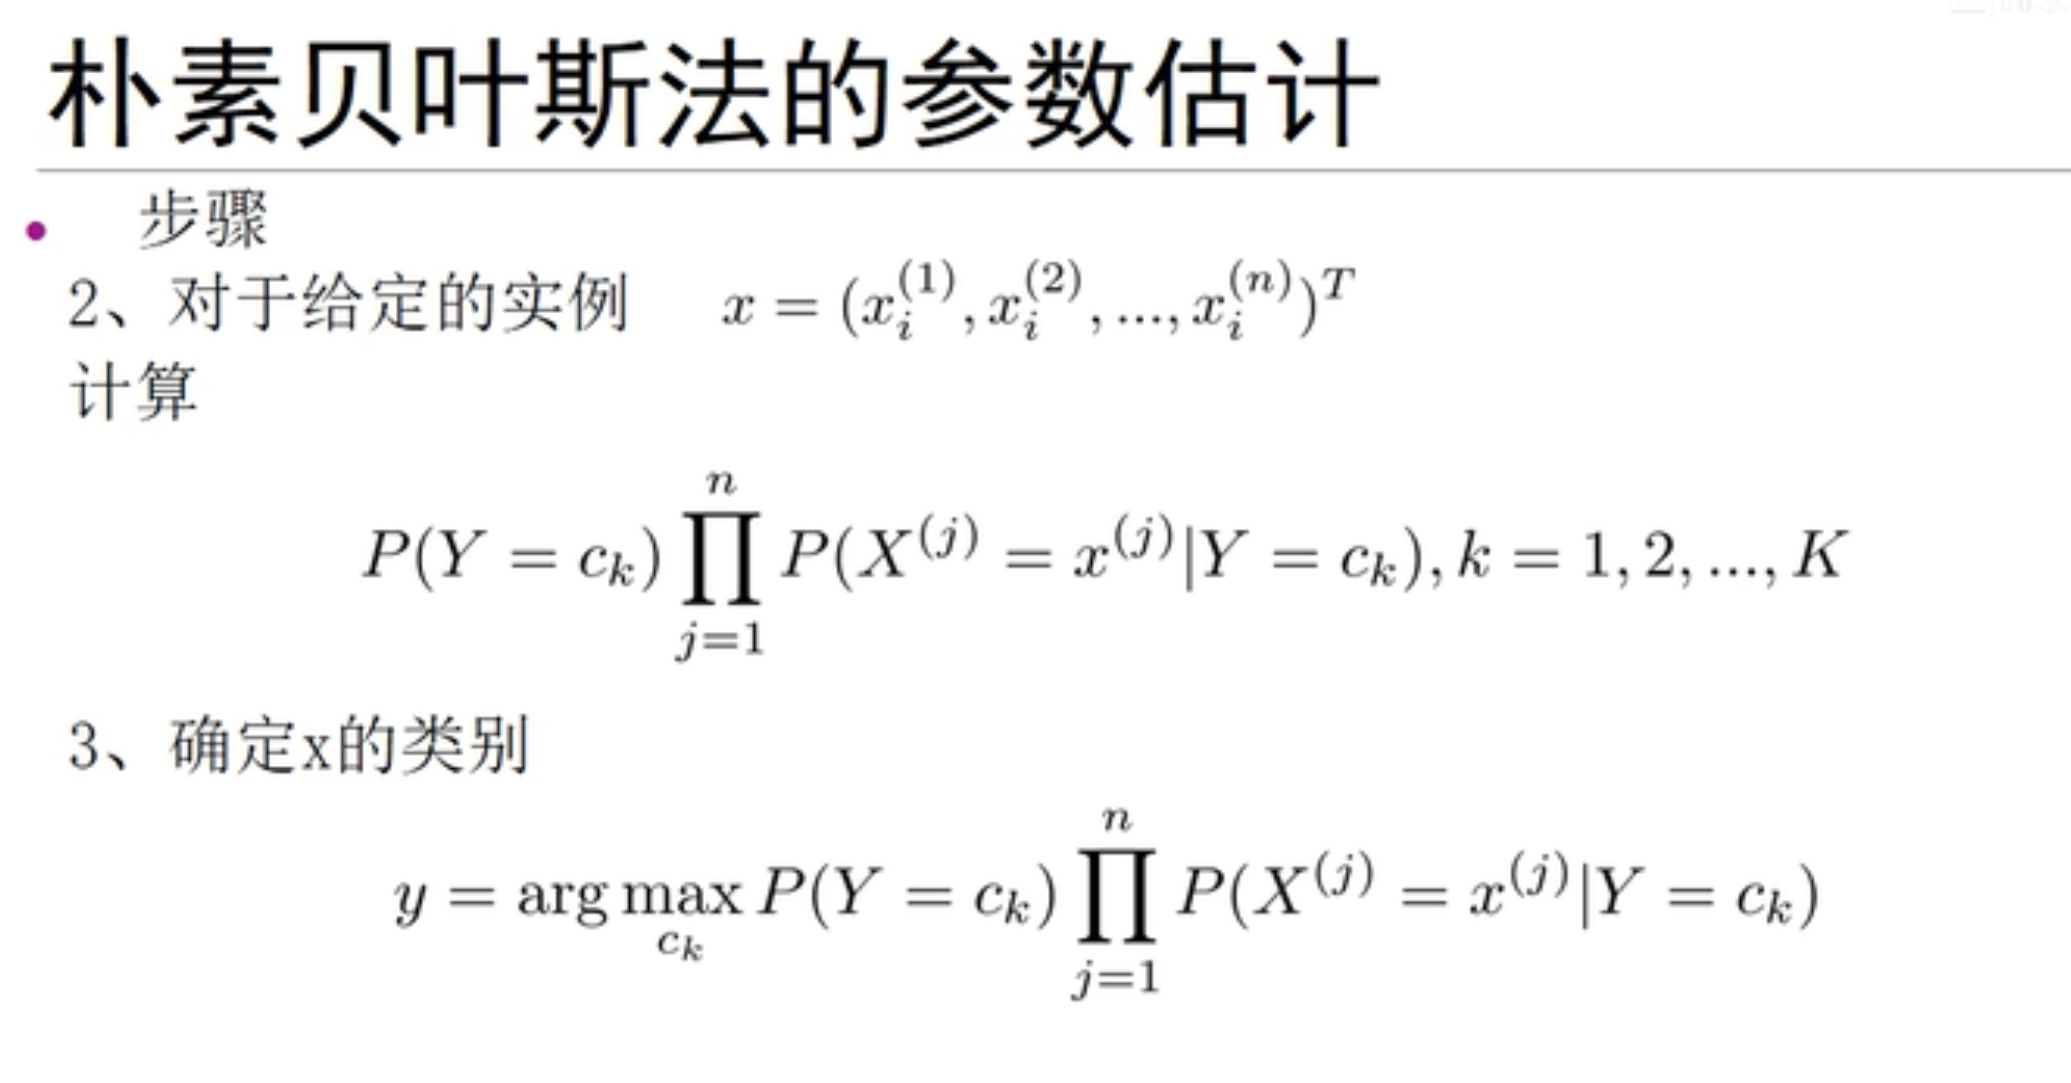 朴素贝叶斯法的参数估计
• 步骤
2、对于给定的实例 $x = (x_i^{(1)}, x_i^{(2)}, ..., x_i^{(n)})^T$
计算
$P(Y = c_k) \prod_{j=1}^{n} P(X^{(j)} = x^{(j)} | Y = c_k), k = 1, 2, ..., K$
3、确定x的类别
$y = \arg\max_{c_k} P(Y = c_k) \prod_{j=1}^{n} P(X^{(j)} = x^{(j)} | Y = c_k)$